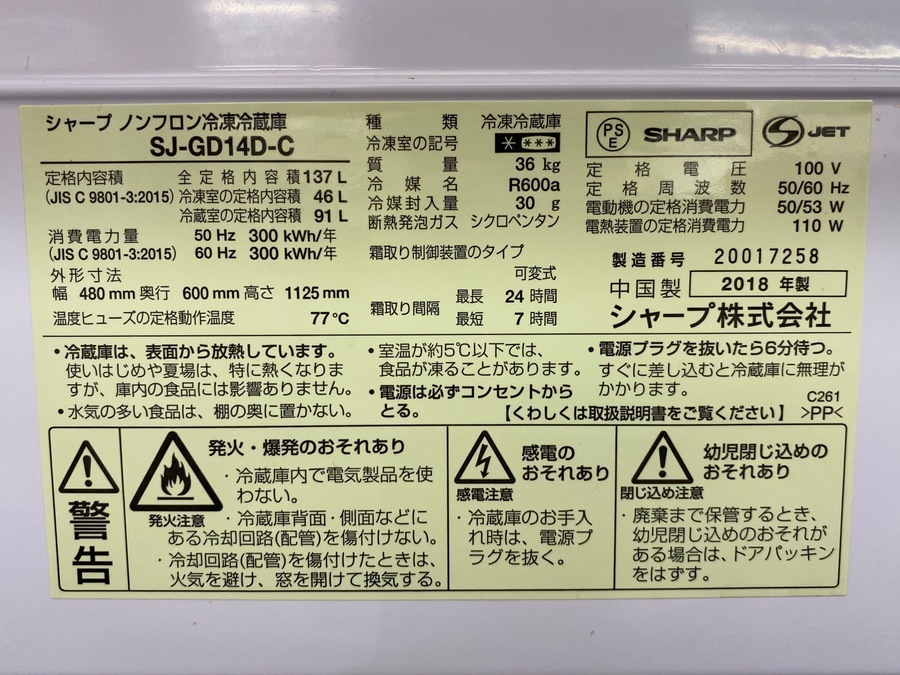 シャープ ノンフロン冷凍冷蔵庫
SJ-GD14D-C
定格内容積 全定格内容積 137 L
(JIS C 9801-3:2015) 冷凍室の定格内容積 46 L
冷蔵室の定格内容積 91 L
消費電力量 50 Hz 300 kWh/年
(JIS C 9801-3:2015) 60 Hz 300 kWh/年
外形寸法
幅 480 mm 奥行 600 mm 高さ 1125 mm
温度ヒューズの定格動作温度 77℃
種類 冷凍冷蔵庫
冷凍室の記号 * ***
質量 36 kg
冷媒名 R600a
冷媒封入量 30 g
断熱発泡ガス シクロペンタン
霜取り制御装置のタイプ
可変式
霜取り間隔 最長 24 時間
最短 7 時間
PSE SHARP S JET
定格電圧 100 V
定格周波数 50/60 Hz
電動機の定格消費電力 50/53 W
電熱装置の定格消費電力 110 W
製造番号 20017258
中国製 2018 年製
シャープ株式会社
・冷蔵庫は、表面から放熱しています。
使いはじめや夏場は、特に熱くなりま
すが、庫内の食品には影響ありません。
・水気の多い食品は、棚の奥に置かない。
・室温が約5℃以下では、
食品が凍ることがあります。
・電源は必ずコンセントから
とる。
・電源プラグを抜いたら6分待つ。
すぐに差し込むと冷蔵庫に無理が
かかります。
C261
【くわしくは取扱説明書をご覧ください】 >PP<
警告
発火・爆発のおそれあり
発火注意
・冷蔵庫内で電気製品を使
わない。
・冷蔵庫背面・側面などに
ある冷却回路(配管)を傷付けない。
・冷却回路(配管)を傷付けたときは、
火気を避け、窓を開けて換気する。
感電の
おそれあり
感電注意
・冷蔵庫のお手入
れ時は、電源プ
ラグを抜く。
幼児閉じ込めの
おそれあり
閉じ込め注意
・廃棄まで保管するとき、
幼児閉じ込めのおそれが
ある場合は、ドアパッキン
をはずす。